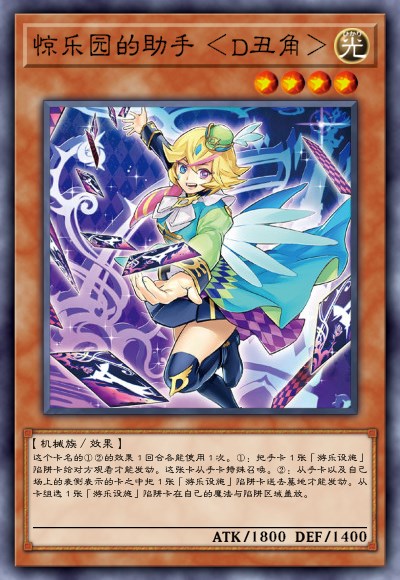 惊乐园的助手 ＜D丑角＞
光
【机械族／效果】
这个卡名的①②的效果1回合各能使用1次。①：把手卡1张「游乐设施」
陷阱卡给对方观看才能发动。这张卡从手卡特殊召唤。②：从手卡以及自己
场上的表侧表示的卡之中把1张「游乐设施」陷阱卡送去墓地才能发动。从
卡组选1张「游乐设施」陷阱卡在自己的魔法与陷阱区域盖放。
ATK/1800 DEF/1400